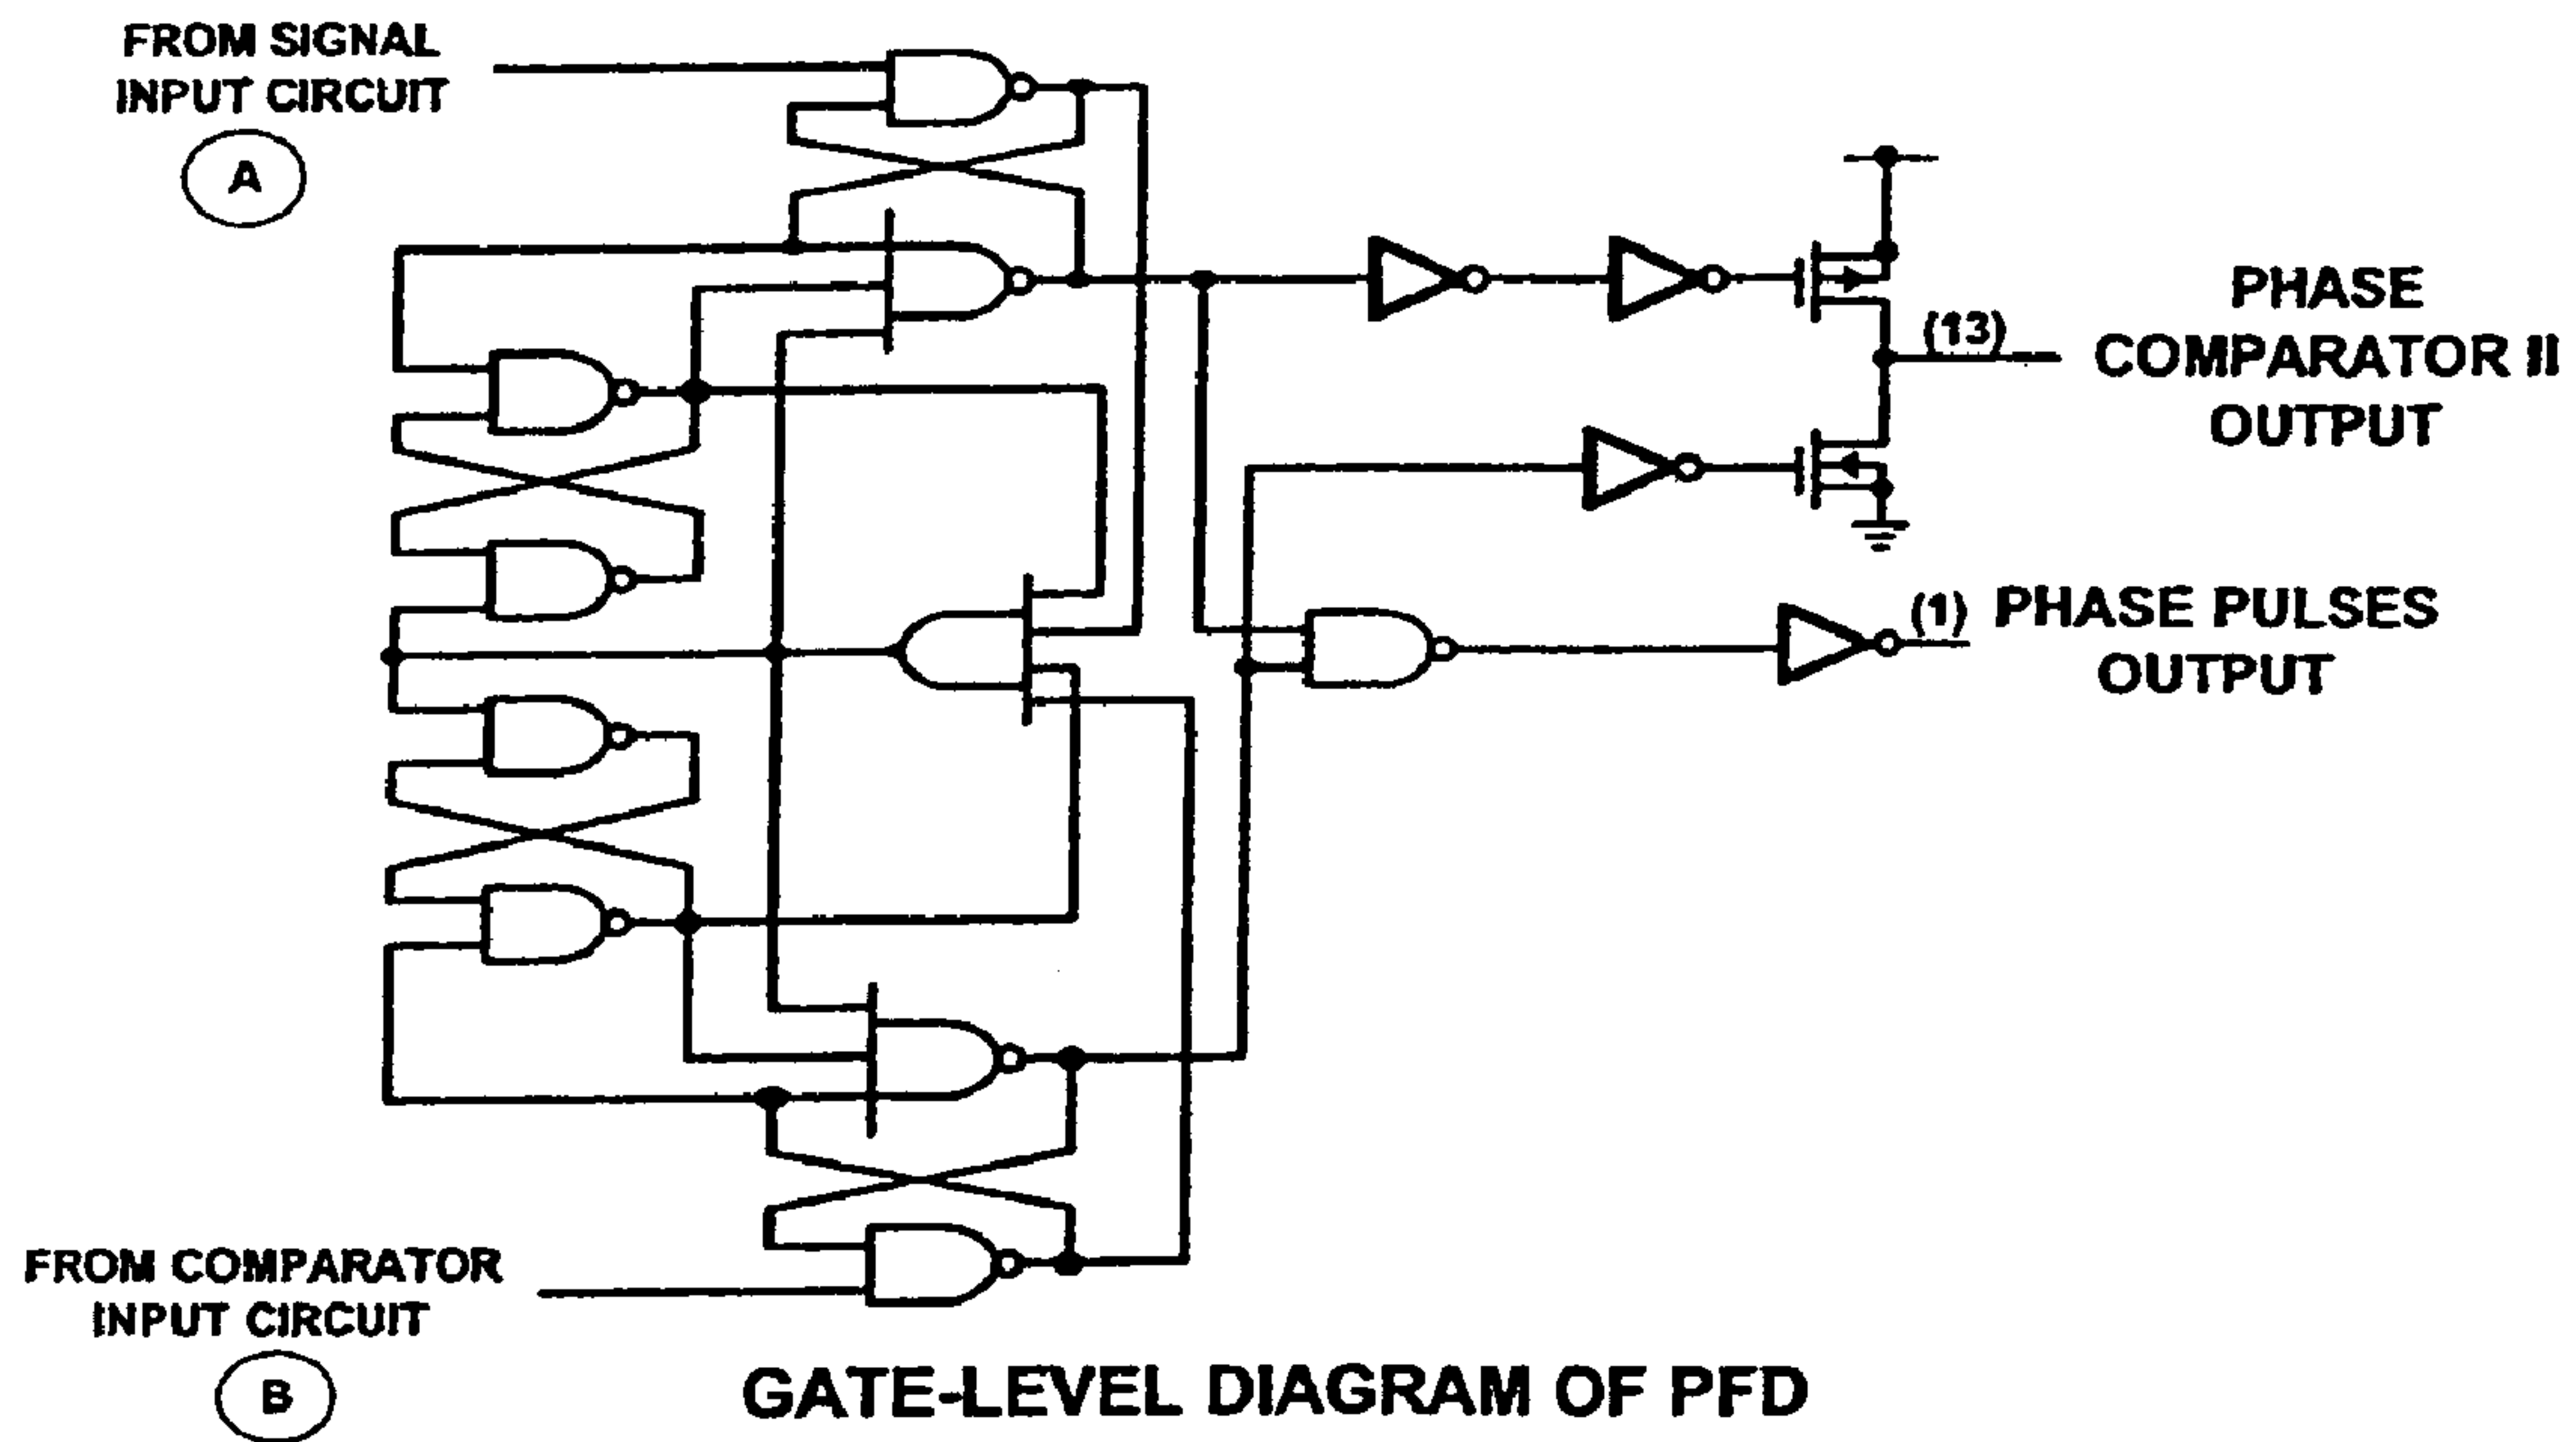 FROM SIGNAL
INPUT CIRCUIT
A
(13)
PHASE
COMPARATOR II
OUTPUT
(1)
PHASE PULSES
OUTPUT
FROM COMPARATOR
INPUT CIRCUIT
B
GATE-LEVEL DIAGRAM OF PFD